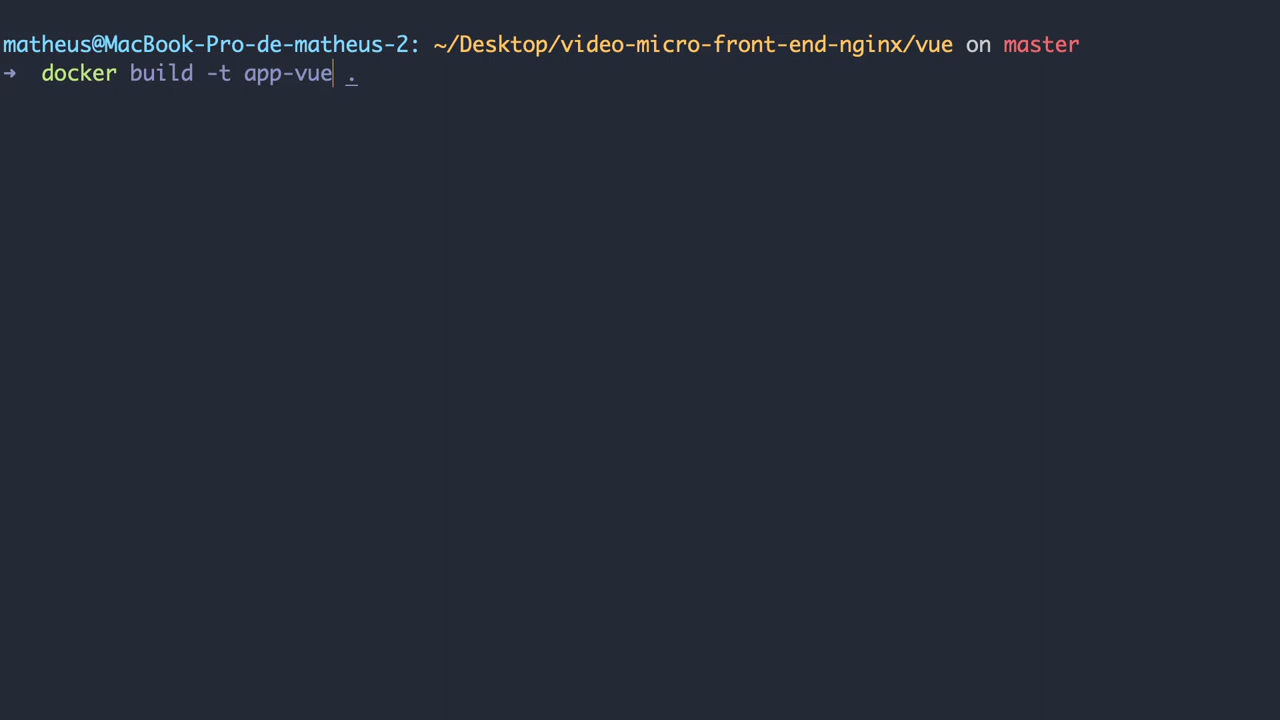 matheus@MacBook-Pro-de-matheus-2: ~/Desktop/video-micro-front-end-nginx/vue on master
➜ docker build -t app-vue .